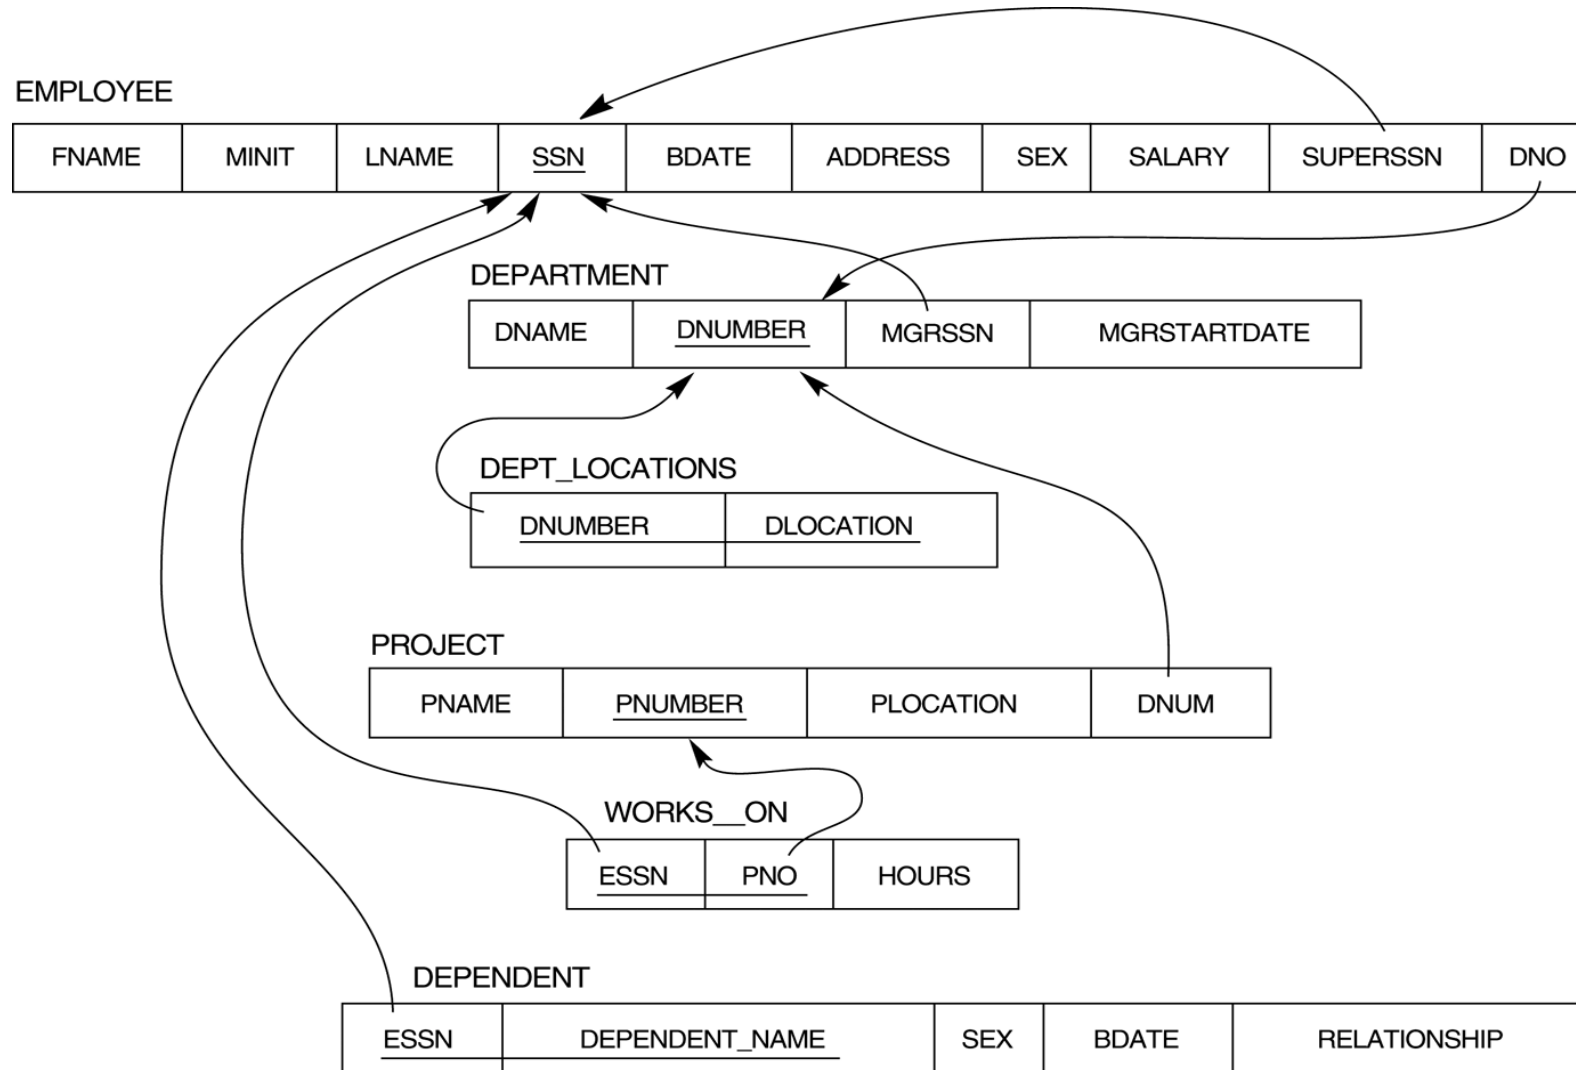 EMPLOYEE
FNAME MINIT LNAME SSN BDATE ADDRESS SEX SALARY SUPERSSN DNO
DEPARTMENT
DNAME DNUMBER MGRSSN MGRSTARTDATE
DEPT_LOCATIONS
DNUMBER DLOCATION
PROJECT
PNAME PNUMBER PLOCATION DNUM
WORKS__ON
ESSN PNO HOURS
DEPENDENT
ESSN DEPENDENT_NAME SEX BDATE RELATIONSHIP